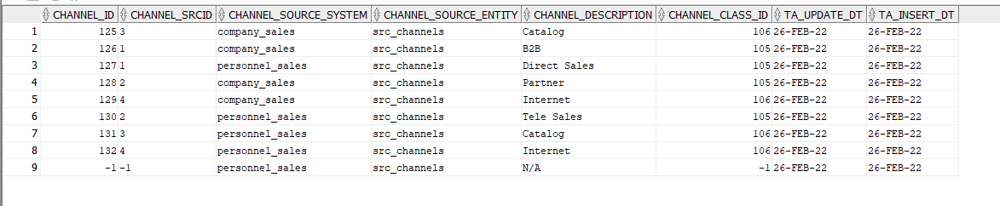 CHANNEL_ID CHANNEL_SRCID CHANNEL_SOURCE_SYSTEM CHANNEL_SOURCE_ENTITY CHANNEL_DESCRIPTION CHANNEL_CLASS_ID TA_UPDATE_DT TA_INSERT_DT
1 125 3 company_sales src_channels Catalog 106 26-FEB-22 26-FEB-22
2 126 1 company_sales src_channels B2B 105 26-FEB-22 26-FEB-22
3 127 1 personnel_sales src_channels Direct Sales 105 26-FEB-22 26-FEB-22
4 128 2 company_sales src_channels Partner 105 26-FEB-22 26-FEB-22
5 129 4 company_sales src_channels Internet 106 26-FEB-22 26-FEB-22
6 130 2 personnel_sales src_channels Tele Sales 105 26-FEB-22 26-FEB-22
7 131 3 personnel_sales src_channels Catalog 106 26-FEB-22 26-FEB-22
8 132 4 personnel_sales src_channels Internet 106 26-FEB-22 26-FEB-22
9 -1 -1 personnel_sales src_channels N/A -1 26-FEB-22 26-FEB-22